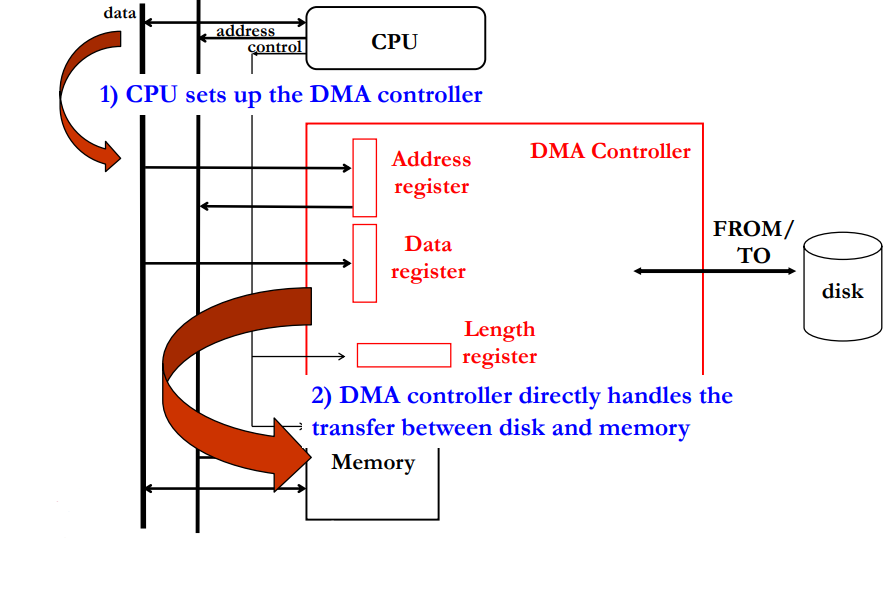 data
address
control
CPU
1) CPU sets up the DMA controller
DMA Controller
Address
register
FROM/
TO
Data
register
disk
Length
register
2) DMA controller directly handles the
transfer between disk and memory
Memory